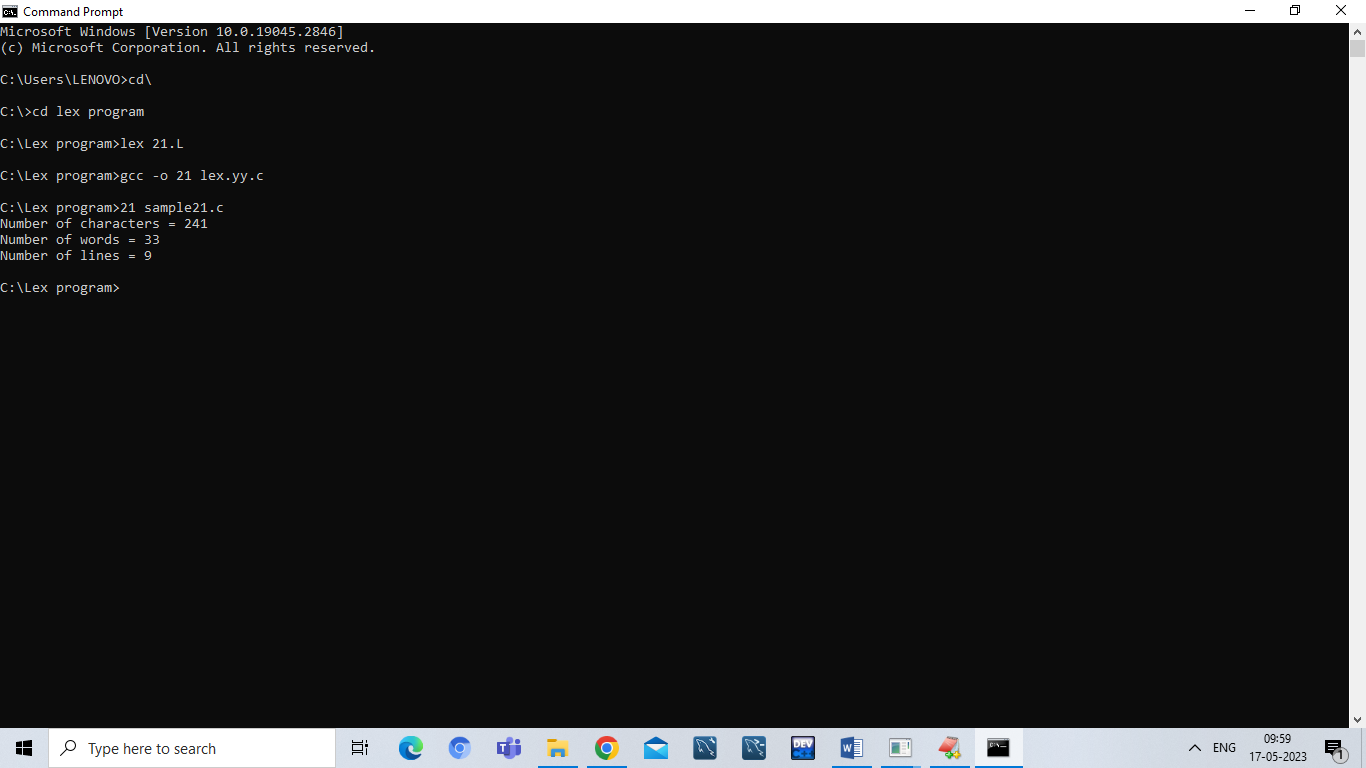 Command Prompt
Microsoft Windows [Version 10.0.19045.2846]
(c) Microsoft Corporation. All rights reserved.
C:\Users\LENOVO>cd\
C:\>cd lex program
C:\Lex program>lex 21.L
C:\Lex program>gcc -o 21 lex.yy.c
C:\Lex program>21 sample21.c
Number of characters = 241
Number of words = 33
Number of lines = 9
C:\Lex program>
Type here to search
DEV
ENG
09:59
17-05-2023
1